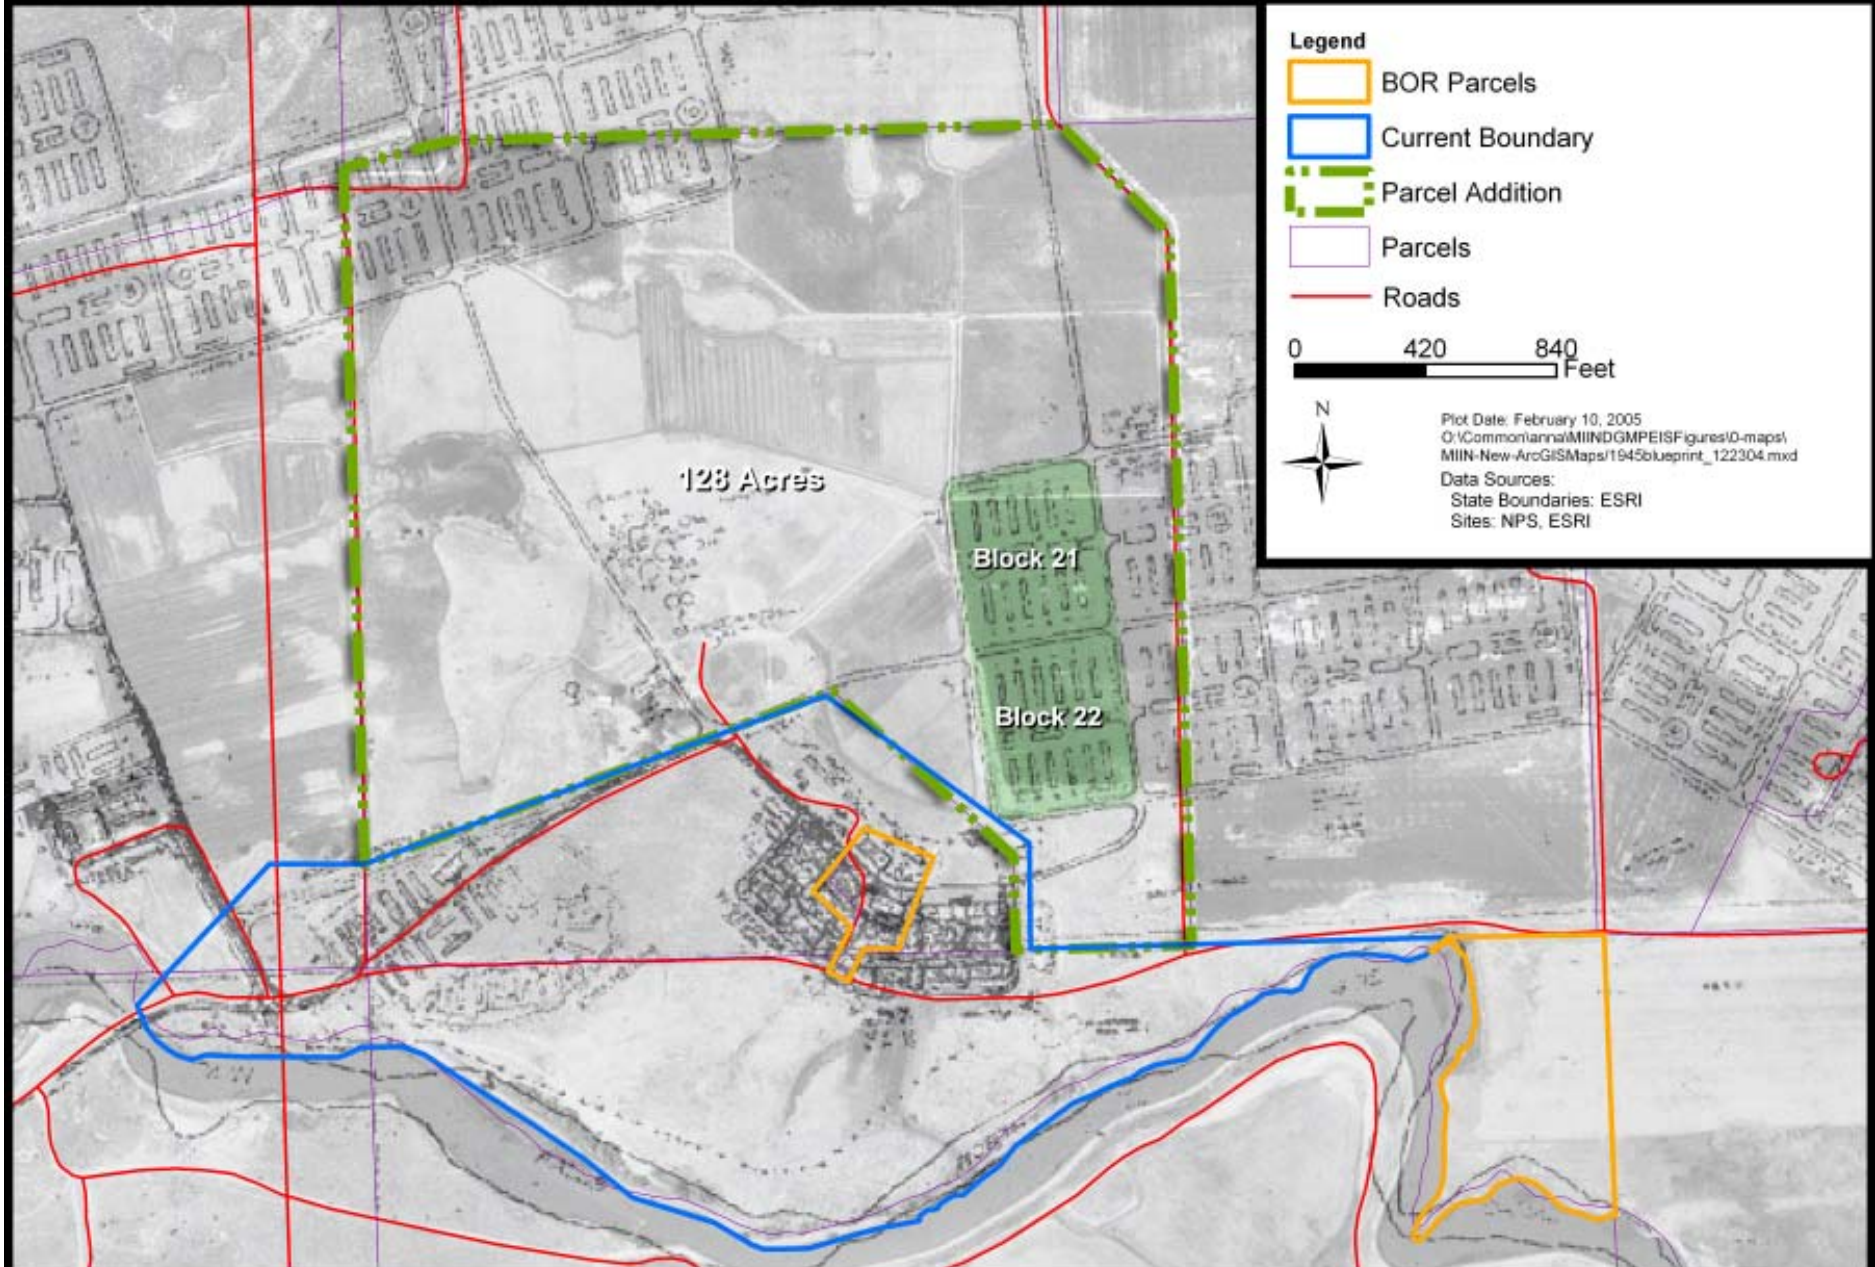 Legend
BOR Parcels
Current Boundary
Parcel Addition
Parcels
Roads
0 420 840
Feet
N
Plot Date: February 10, 2005
O:\Common\anna\MIINDGMPEISFigures\0-maps\
MIIN-New-ArcGISMaps/1945blueprint_122304.mxd
Data Sources:
State Boundaries: ESRI
Sites: NPS, ESRI
128 Acres
Block 21
Block 22